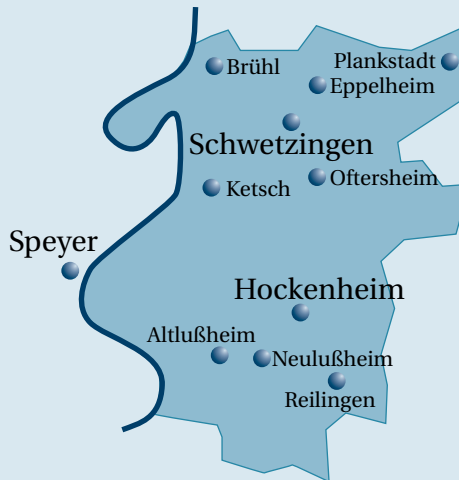 Plankstadt
Brühl
Eppelheim
Schwetzingen
Ketsch
Oftersheim
Speyer
Hockenheim
Altlußheim
Neulußheim
Reilingen